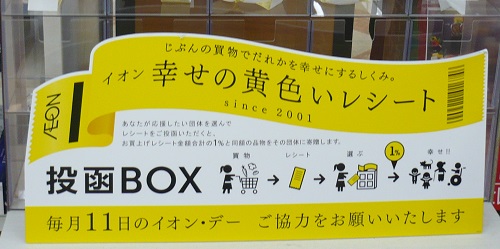 じぶんの買物でだれかを幸せにするしくみ。
イオン 幸せの黄色いレシート
since 2001
ÆON
あなたが応援したい団体を選んで
レシートをご投函いただくと、
お買上げレシート金額合計の1%と同額の品物をその団体に寄贈します。
買物 レシート 選ぶ 1% 幸せ!!
投函BOX
毎月11日のイオン・デー ご協力をお願いいたします